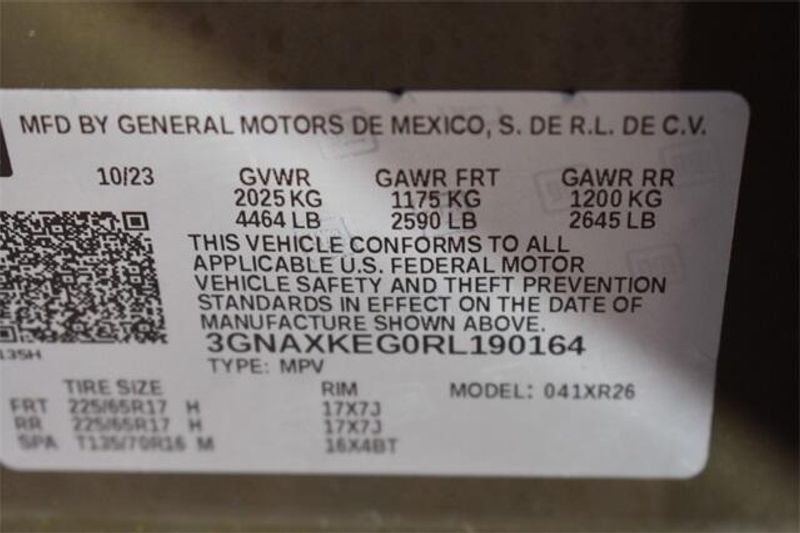 MFD BY GENERAL MOTORS DE MEXICO, S. DE R.L. DE C.V.
10/23 GVWR GAWR FRT GAWR RR
2025 KG 1175 KG 1200 KG
4464 LB 2590 LB 2645 LB
THIS VEHICLE CONFORMS TO ALL
APPLICABLE U.S. FEDERAL MOTOR
VEHICLE SAFETY AND THEFT PREVENTION
STANDARDS IN EFFECT ON THE DATE OF
MANUFACTURE SHOWN ABOVE.
135H
3GNAXKEG0RL190164
TYPE: MPV
TIRE SIZE RIM MODEL: 041XR26
FRT 225/65R17 H 17X7J
RR 225/65R17 H 17X7J
SPA T135/70R16 M 16X4BT